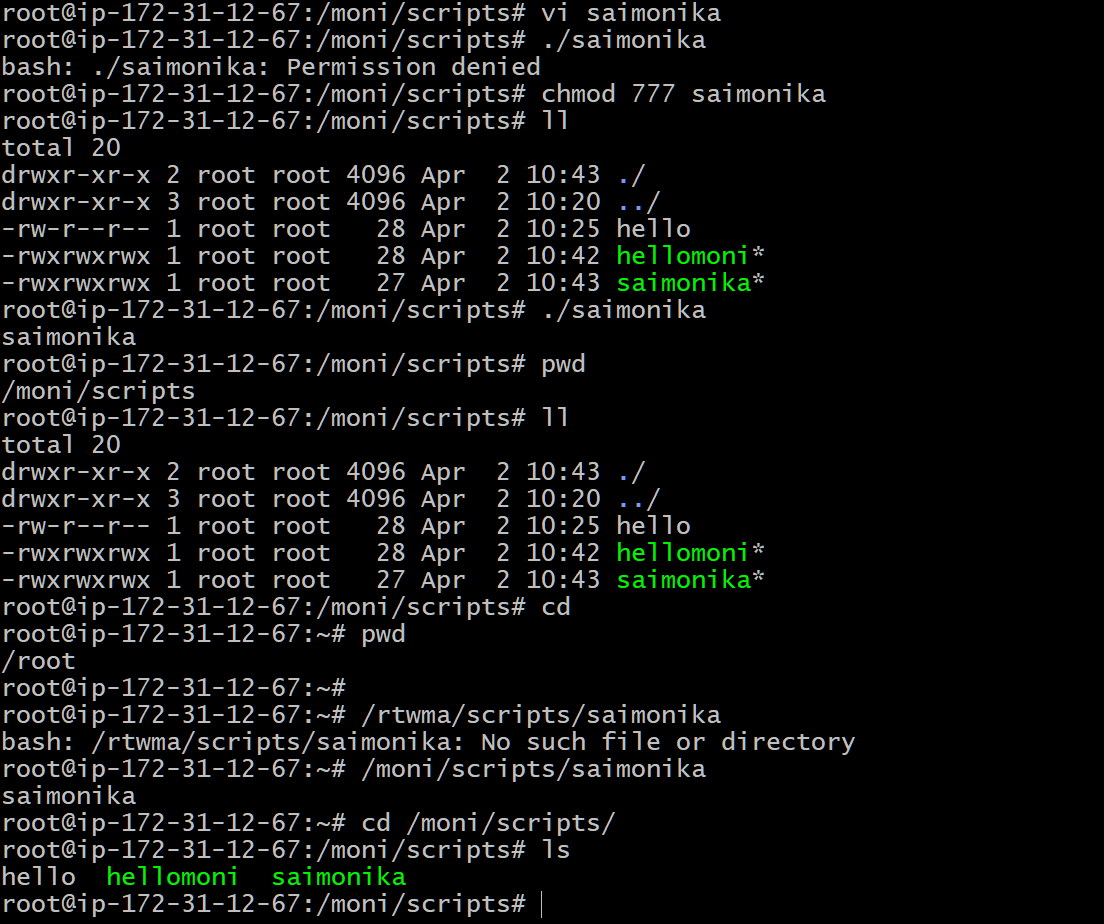 root@ip-172-31-12-67:/moni/scripts# vi saimonika
root@ip-172-31-12-67:/moni/scripts# ./saimonika
bash: ./saimonika: Permission denied
root@ip-172-31-12-67:/moni/scripts# chmod 777 saimonika
root@ip-172-31-12-67:/moni/scripts# ll
total 20
drwxr-xr-x 2 root root 4096 Apr  2 10:43 ./
drwxr-xr-x 3 root root 4096 Apr  2 10:20 ../
-rw-r--r-- 1 root root   28 Apr  2 10:25 hello
-rwxrwxrwx 1 root root   28 Apr  2 10:42 hellomoni*
-rwxrwxrwx 1 root root   27 Apr  2 10:43 saimonika*
root@ip-172-31-12-67:/moni/scripts# ./saimonika
saimonika
root@ip-172-31-12-67:/moni/scripts# pwd
/moni/scripts
root@ip-172-31-12-67:/moni/scripts# ll
total 20
drwxr-xr-x 2 root root 4096 Apr  2 10:43 ./
drwxr-xr-x 3 root root 4096 Apr  2 10:20 ../
-rw-r--r-- 1 root root   28 Apr  2 10:25 hello
-rwxrwxrwx 1 root root   28 Apr  2 10:42 hellomoni*
-rwxrwxrwx 1 root root   27 Apr  2 10:43 saimonika*
root@ip-172-31-12-67:/moni/scripts# cd
root@ip-172-31-12-67:~# pwd
/root
root@ip-172-31-12-67:~#
root@ip-172-31-12-67:~# /rtwma/scripts/saimonika
bash: /rtwma/scripts/saimonika: No such file or directory
root@ip-172-31-12-67:~# /moni/scripts/saimonika
saimonika
root@ip-172-31-12-67:~# cd /moni/scripts/
root@ip-172-31-12-67:/moni/scripts# ls
hello  hellomoni  saimonika
root@ip-172-31-12-67:/moni/scripts#